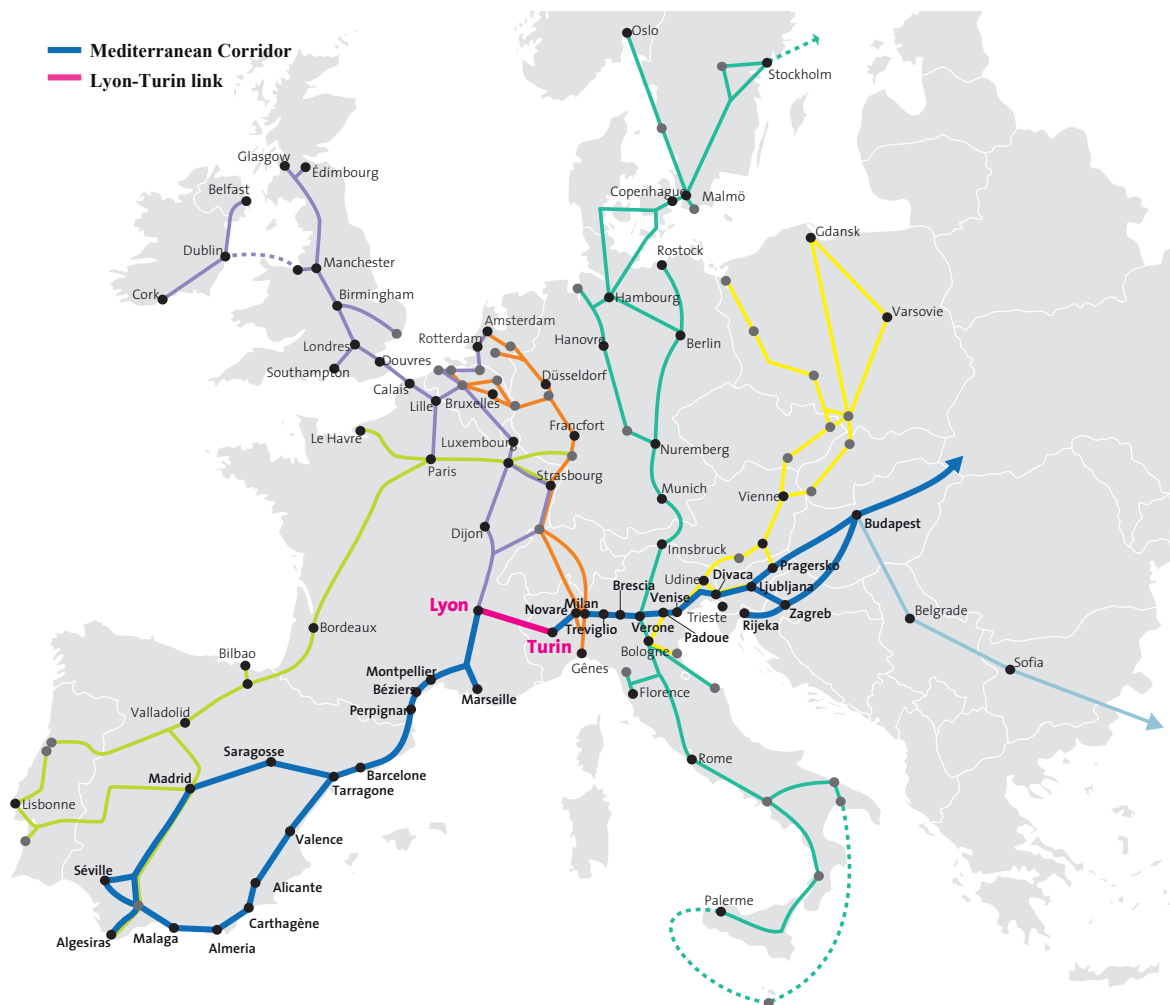 Mediterranean Corridor
Lyon-Turin link
Oslo
Stockholm
Glasgow
Édimbourg
Belfast
Copenhague
Malmö
Gdansk
Dublin
Manchester
Rostock
Cork
Birmingham
Hambourg
Varsovie
Amsterdam
Rotterdam
Londres
Hanovre
Berlin
Douvres
Southampton
Calais
Düsseldorf
Lille
Bruxelles
Le Havre
Luxembourg
Francfort
Nuremberg
Paris
Strasbourg
Munich
Vienne
Dijon
Budapest
Innsbruck
Udine
Divaca
Pragersko
Brescia
Ljubljana
Lyon
Novare
Milan
Venise
Trieste
Zagreb
Belgrade
Bordeaux
Turin
Treviglio
Verone
Padoue
Rijeka
Bilbao
Gênes
Bologne
Sofia
Montpellier
Béziers
Marseille
Florence
Perpignan
Valladolid
Saragosse
Rome
Madrid
Barcelone
Tarragone
Lisbonne
Valence
Séville
Alicante
Palerme
Carthagène
Algesiras
Malaga
Almeria